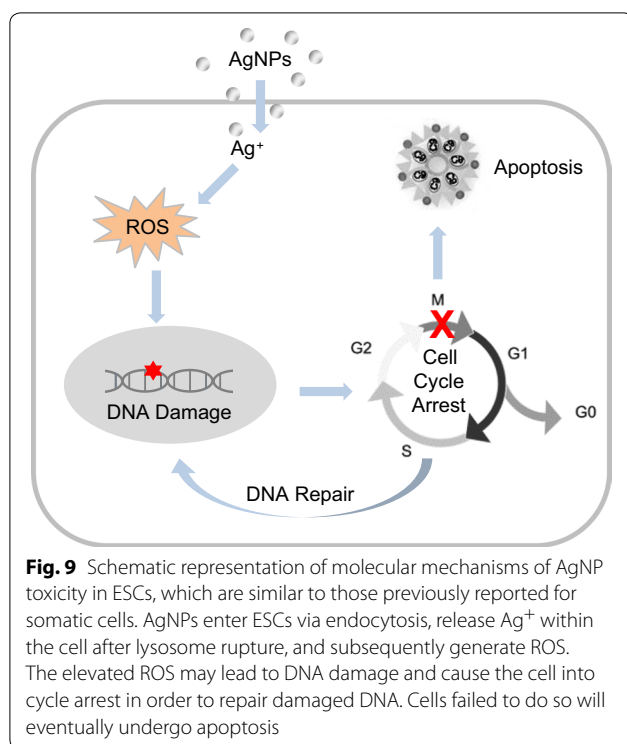 AgNPs
Ag⁺
Apoptosis
ROS
M
G2
G1
Cell
Cycle
Arrest
DNA Damage
G0
S
DNA Repair
Fig. 9 Schematic representation of molecular mechanisms of AgNP
toxicity in ESCs, which are similar to those previously reported for
somatic cells. AgNPs enter ESCs via endocytosis, release Ag⁺ within
the cell after lysosome rupture, and subsequently generate ROS.
The elevated ROS may lead to DNA damage and cause the cell into
cycle arrest in order to repair damaged DNA. Cells failed to do so will
eventually undergo apoptosis